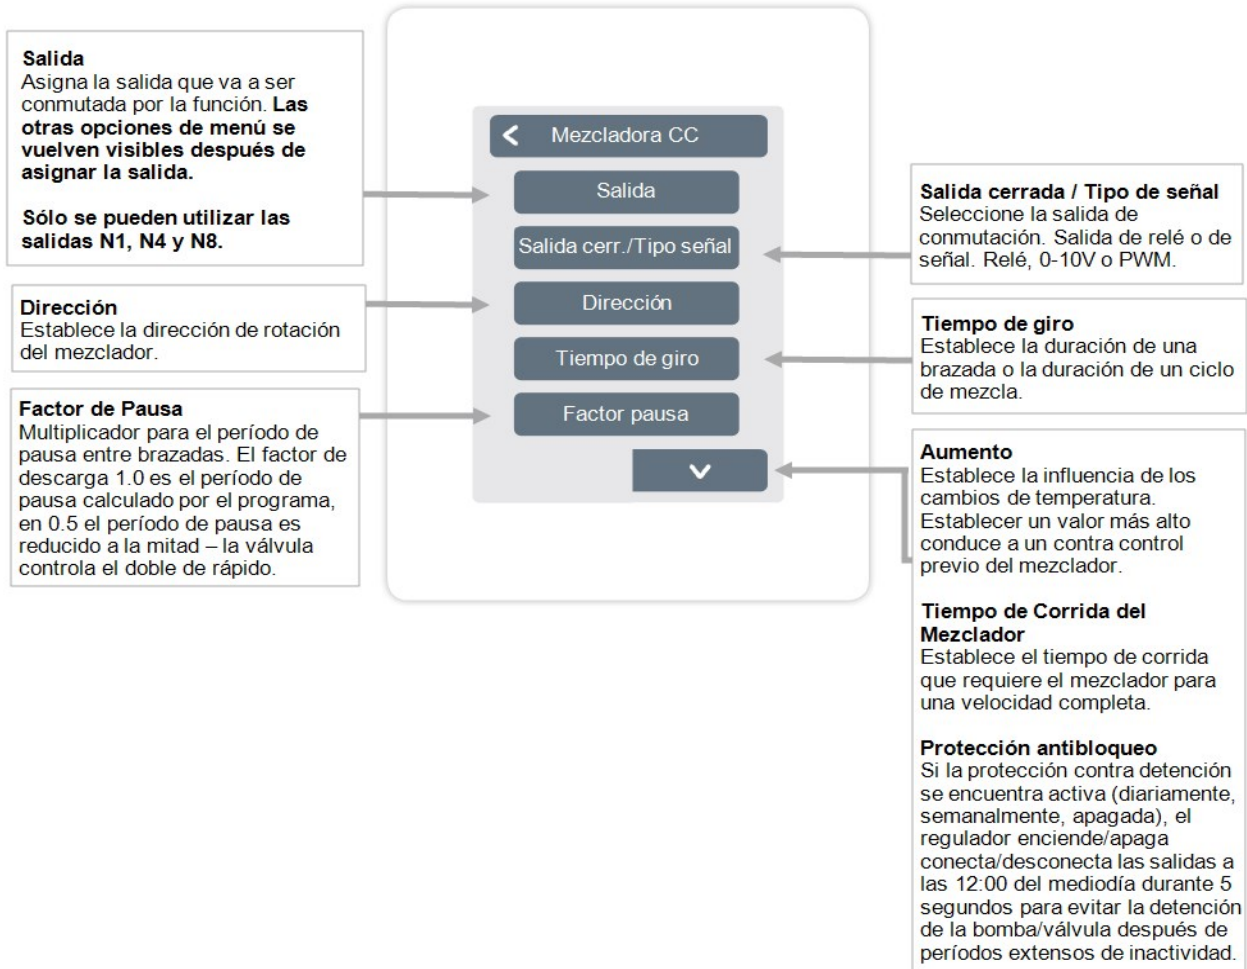 Salida
Asigna la salida que va a ser
conmutada por la función. Las
otras opciones de menú se
vuelven visibles después de
asignar la salida.
Sólo se pueden utilizar las
salidas N1, N4 y N8.
Dirección
Establece la dirección de rotación
del mezclador.
Factor de Pausa
Multiplicador para el período de
pausa entre brazadas. El factor de
descarga 1.0 es el período de
pausa calculado por el programa,
en 0.5 el período de pausa es
reducido a la mitad – la válvula
controla el doble de rápido.
Mezcladora CC
Salida
Salida cerr./Tipo señal
Dirección
Tiempo de giro
Factor pausa
Salida cerrada / Tipo de señal
Seleccione la salida de
conmutación. Salida de relé o de
señal. Relé, 0-10V o PWM.
Tiempo de giro
Establece la duración de una
brazada o la duración de un ciclo
de mezcla.
Aumento
Establece la influencia de los
cambios de temperatura.
Establecer un valor más alto
conduce a un contra control
previo del mezclador.
Tiempo de Corrida del
Mezclador
Establece el tiempo de corrida
que requiere el mezclador para
una velocidad completa.
Protección antibloqueo
Si la protección contra detención
se encuentra activa (diariamente,
semanalmente, apagada), el
regulador enciende/apaga
conecta/desconecta las salidas a
las 12:00 del mediodía durante 5
segundos para evitar la detención
de la bomba/válvula después de
períodos extensos de inactividad.